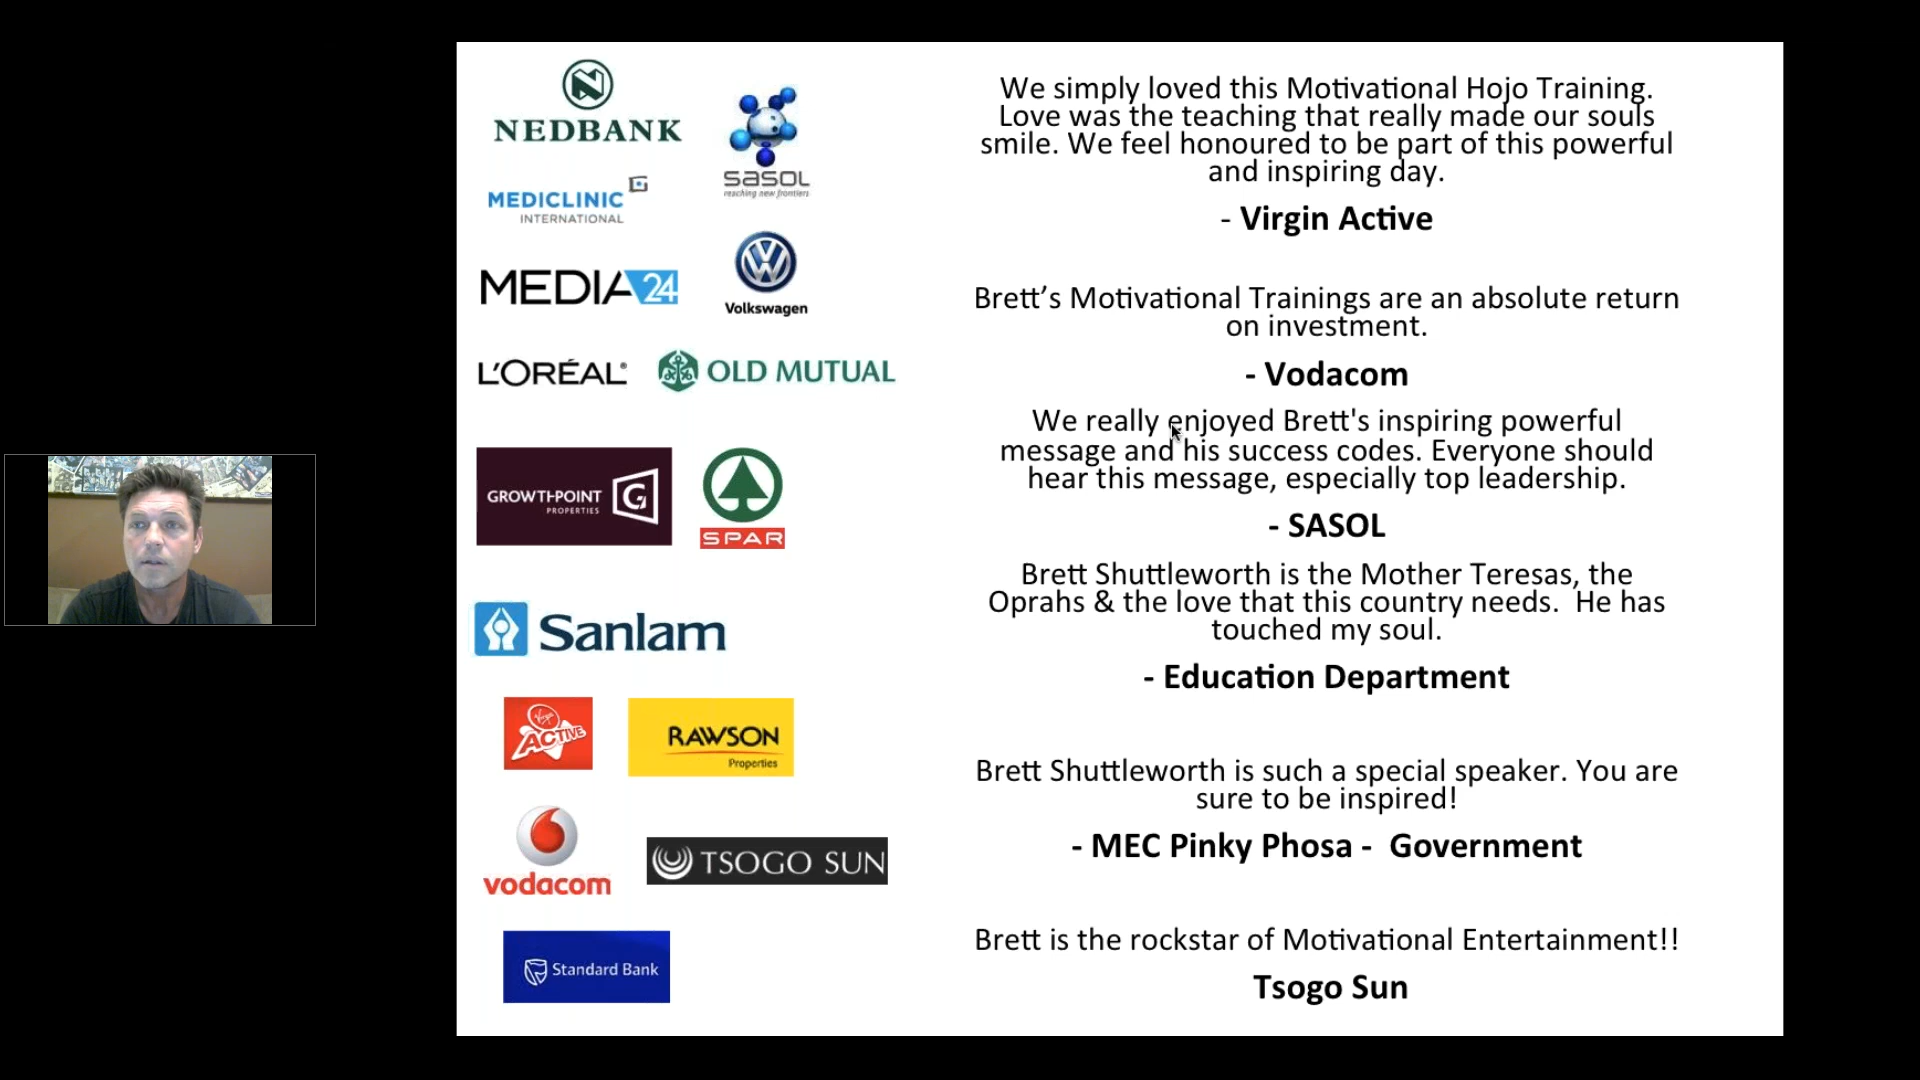 NEDBANK
sasol
reaching new frontiers
MEDICLINIC
INTERNATIONAL
MEDIA24
Volkswagen
L'ORÉAL®
OLD MUTUAL
GROWTHPOINT
PROPERTIES
SPAR
Sanlam
Virgin
ACTIVE
RAWSON
Properties
vodacom
TSOGO SUN
Standard Bank
We simply loved this Motivational Hojo Training.
Love was the teaching that really made our souls
smile. We feel honoured to be part of this powerful
and inspiring day.
- Virgin Active
Brett’s Motivational Trainings are an absolute return
on investment.
- Vodacom
We really enjoyed Brett's inspiring powerful
message and his success codes. Everyone should
hear this message, especially top leadership.
- SASOL
Brett Shuttleworth is the Mother Teresas, the
Oprahs & the love that this country needs.  He has
touched my soul.
- Education Department
Brett Shuttleworth is such a special speaker. You are
sure to be inspired!
- MEC Pinky Phosa -  Government
Brett is the rockstar of Motivational Entertainment!!
Tsogo Sun